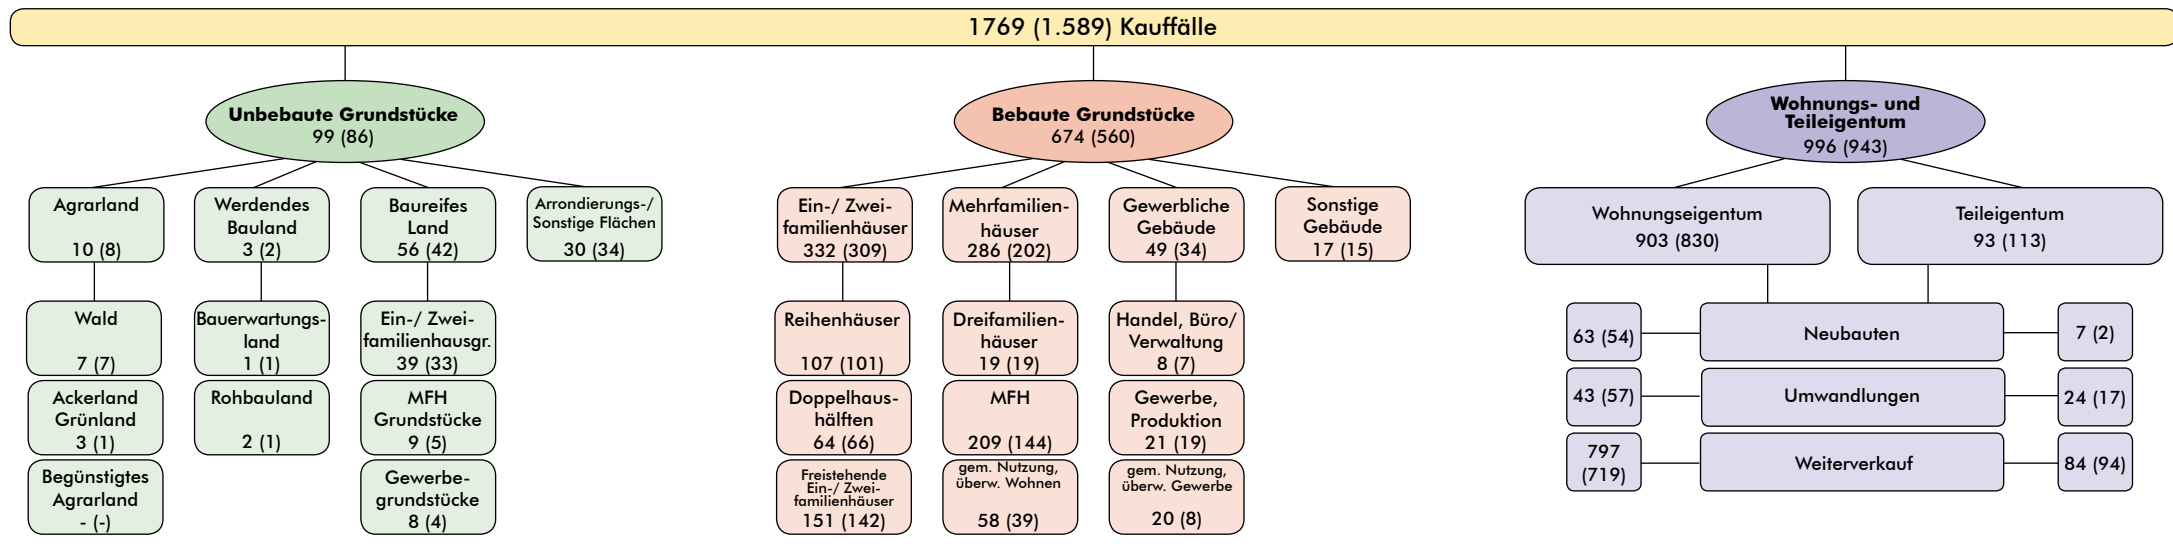 1769 (1.589) Kauffälle
Unbebaute Grundstücke
99 (86)
Agrarland
10 (8)
Werdendes
Bauland
3 (2)
Baureifes
Land
56 (42)
Arrondierungs-/
Sonstige Flächen
30 (34)
Wald
7 (7)
Bauerwartungs-
land
1 (1)
Ein-/ Zwei-
familienhausgr.
39 (33)
Ackerland
Grünland
3 (1)
Rohbauland
2 (1)
MFH
Grundstücke
9 (5)
Begünstigtes
Agrarland
- (-)
Gewerbe-
grundstücke
8 (4)
Bebaute Grundstücke
674 (560)
Ein-/ Zwei-
familienhäuser
332 (309)
Mehrfamilien-
häuser
286 (202)
Gewerbliche
Gebäude
49 (34)
Sonstige
Gebäude
17 (15)
Reihenhäuser
107 (101)
Dreifamilien-
häuser
19 (19)
Handel, Büro/
Verwaltung
8 (7)
Doppelhaus-
hälften
64 (66)
MFH
209 (144)
Gewerbe,
Produktion
21 (19)
Freistehende
Ein-/ Zwei-
familienhäuser
151 (142)
gem. Nutzung,
überw. Wohnen
58 (39)
gem. Nutzung,
überw. Gewerbe
20 (8)
Wohnungs- und
Teileigentum
996 (943)
Wohnungseigentum
903 (830)
Teileigentum
93 (113)
63 (54)
Neubauten
7 (2)
43 (57)
Umwandlungen
24 (17)
797
(719)
Weiterverkauf
84 (94)